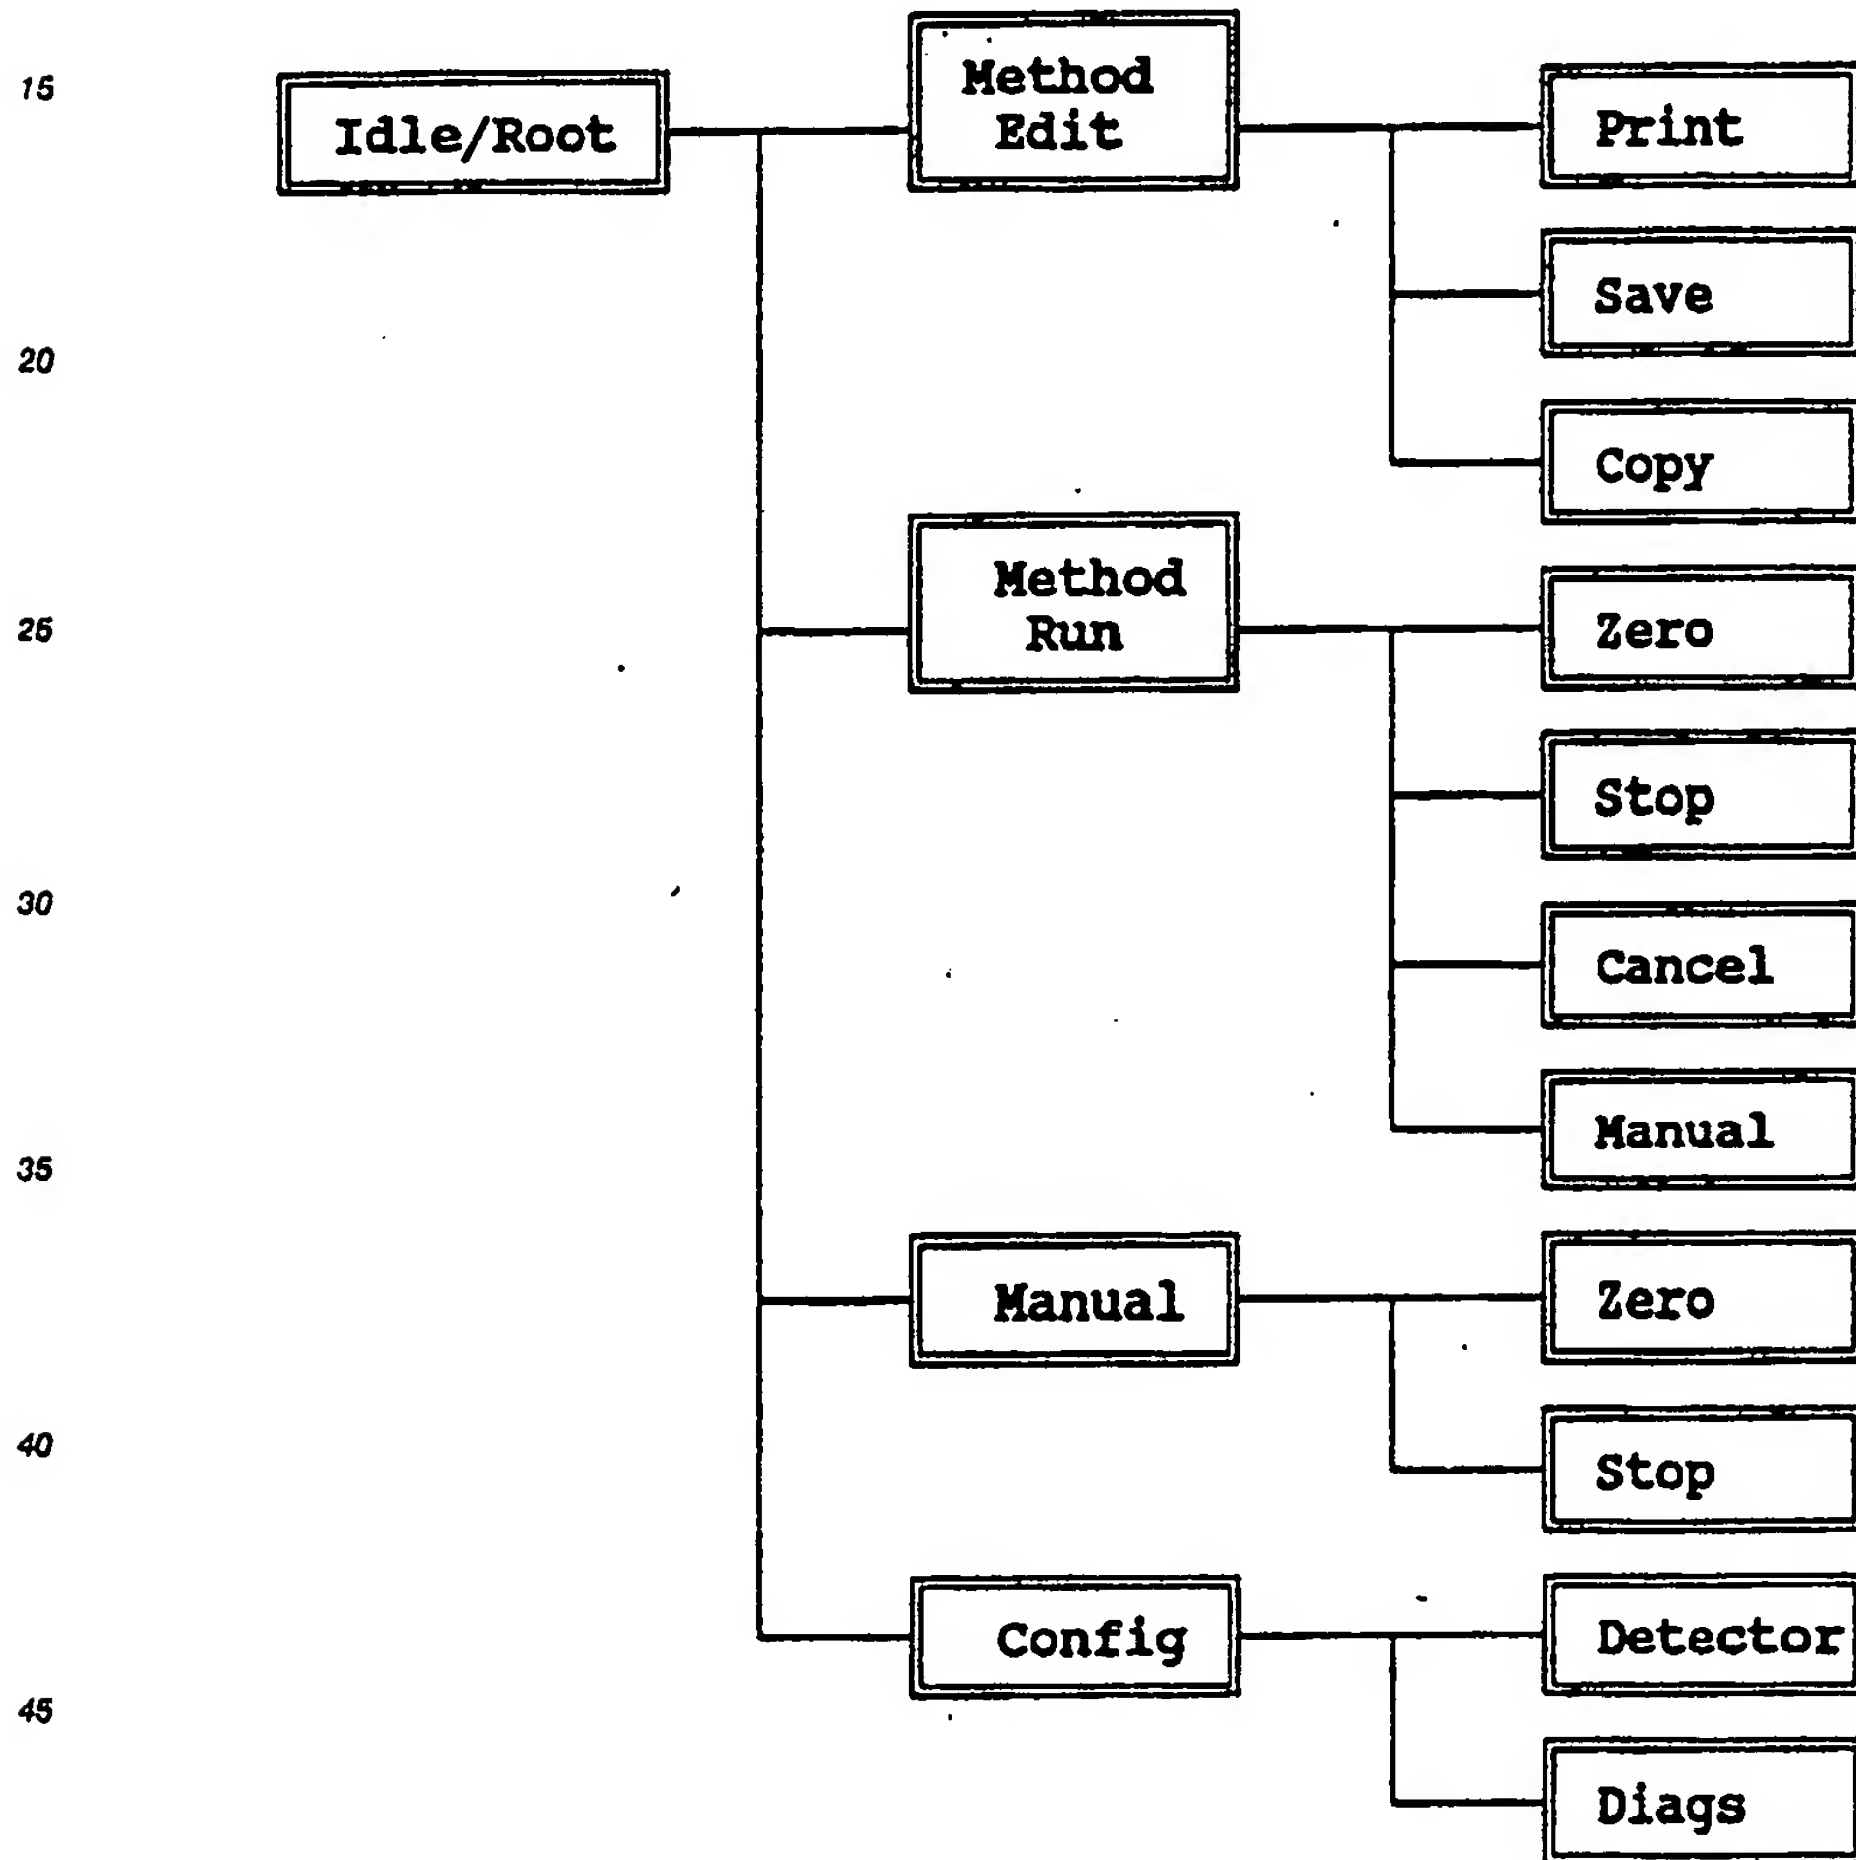 Method
15
Idle/Root
Edit
Print
Save
20
Copy
Method
25
Run
Zero
Stop
30
Cancel
Manual
35
Manual
Zero
40
Stop
Config
Detector
45
Diags